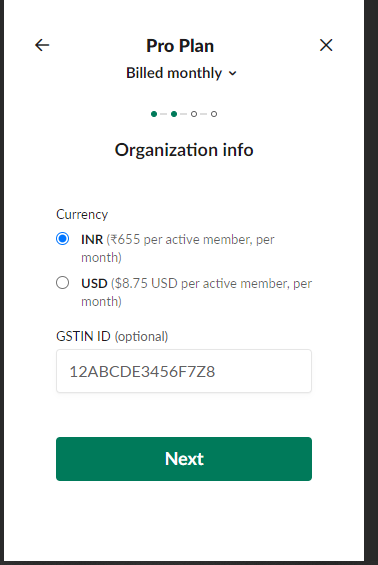 Pro Plan
Billed monthly
Organization info
Currency
INR (₹655 per active member, per
month)
USD ($8.75 USD per active member, per
month)
GSTIN ID (optional)
12ABCDE3456F7Z8
Next